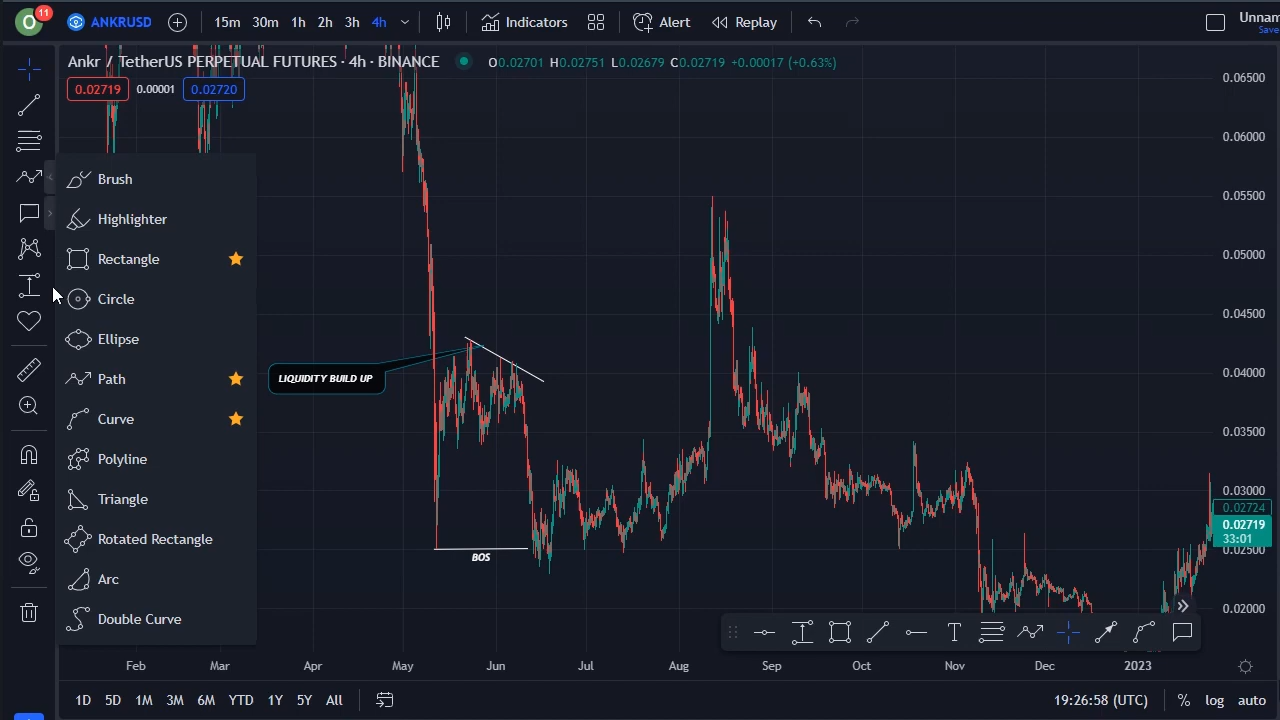 O 11 ANKRUSD 15m 30m 1h 2h 3h 4h Indicators Alert Replay Unnam
Save
Ankr / TetherUS PERPETUAL FUTURES · 4h · BINANCE O0.02701 H0.02751 L0.02679 C0.02719 +0.00017 (+0.63%)
0.02719 0.00001 0.02720
0.06500
0.06000
0.05500
0.05000
0.04500
0.04000
0.03500
0.03000
0.02724
0.02719
33:01
0.02500
0.02000
Brush
Highlighter
Rectangle
Circle
Ellipse
Path
Curve
Polyline
Triangle
Rotated Rectangle
Arc
Double Curve
LIQUIDITY BUILD UP
BOS
Feb Mar Apr May Jun Jul Aug Sep Oct Nov Dec 2023
1D 5D 1M 3M 6M YTD 1Y 5Y All 19:26:58 (UTC) % log auto